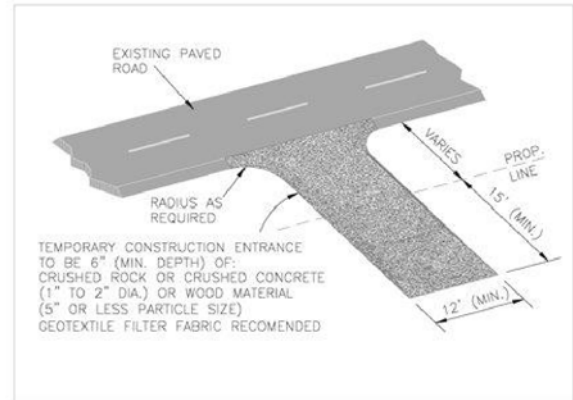 EXISTING PAVED
ROAD
VARIES
PROP.
LINE
15' (MIN.)
RADIUS AS
REQUIRED
TEMPORARY CONSTRUCTION ENTRANCE
TO BE 6" (MIN. DEPTH) OF:
CRUSHED ROCK OR CRUSHED CONCRETE
(1" TO 2" DIA.) OR WOOD MATERIAL
(5" OR LESS PARTICLE SIZE)
GEOTEXTILE FILTER FABRIC RECOMENDED
12' (MIN.)